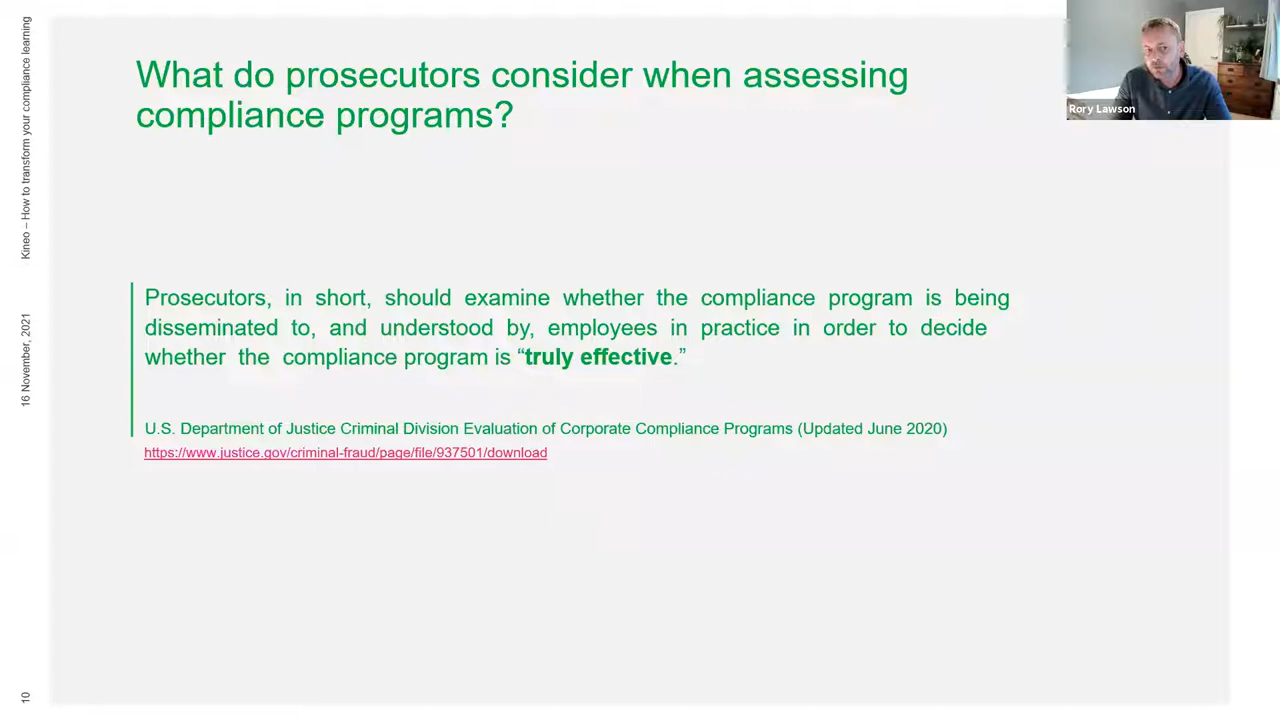 What do prosecutors consider when assessing
compliance programs?
Rory Lawson
Prosecutors, in short, should examine whether the compliance program is being
disseminated to, and understood by, employees in practice in order to decide
whether the compliance program is “truly effective.”
U.S. Department of Justice Criminal Division Evaluation of Corporate Compliance Programs (Updated June 2020)
https://www.justice.gov/criminal-fraud/page/file/937501/download
Kineo – How to transform your compliance learning
16 November, 2021
10